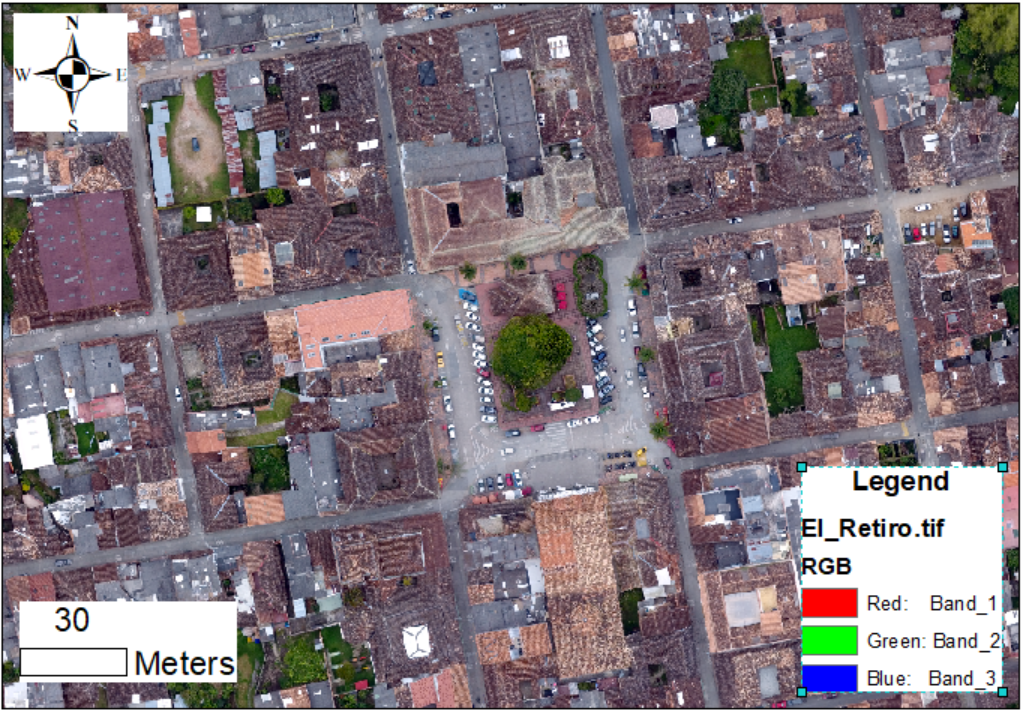 N
W E
S
Legend
El_Retiro.tif
RGB
Red: Band_1
Green: Band_2
Blue: Band_3
30
Meters